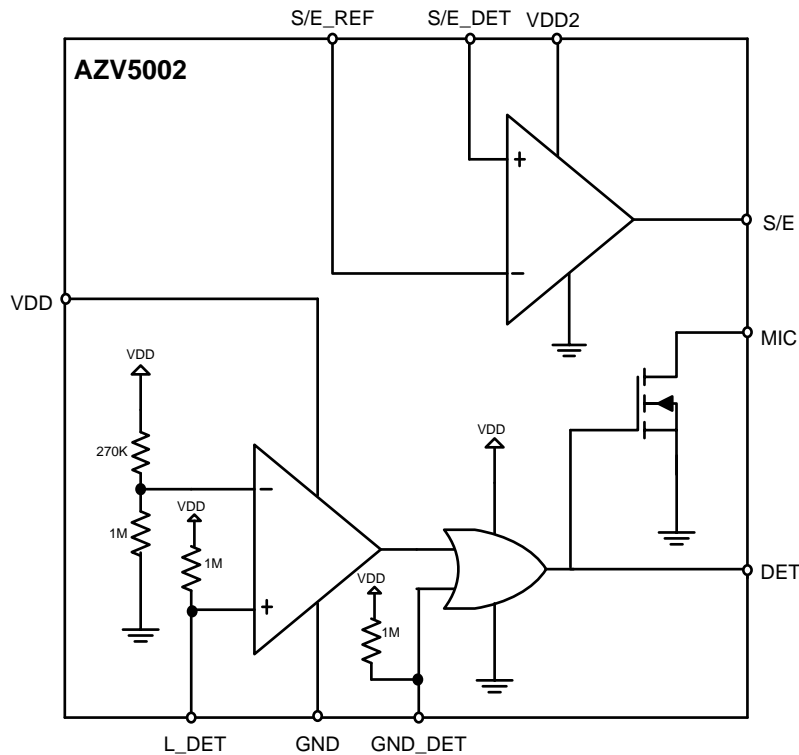 S/E_REF
S/E_DET
VDD2
AZV5002
+
S/E
−
VDD
MIC
VDD
VDD
270K
−
VDD
1M
1M
VDD
DET
+
1M
L_DET
GND
GND_DET